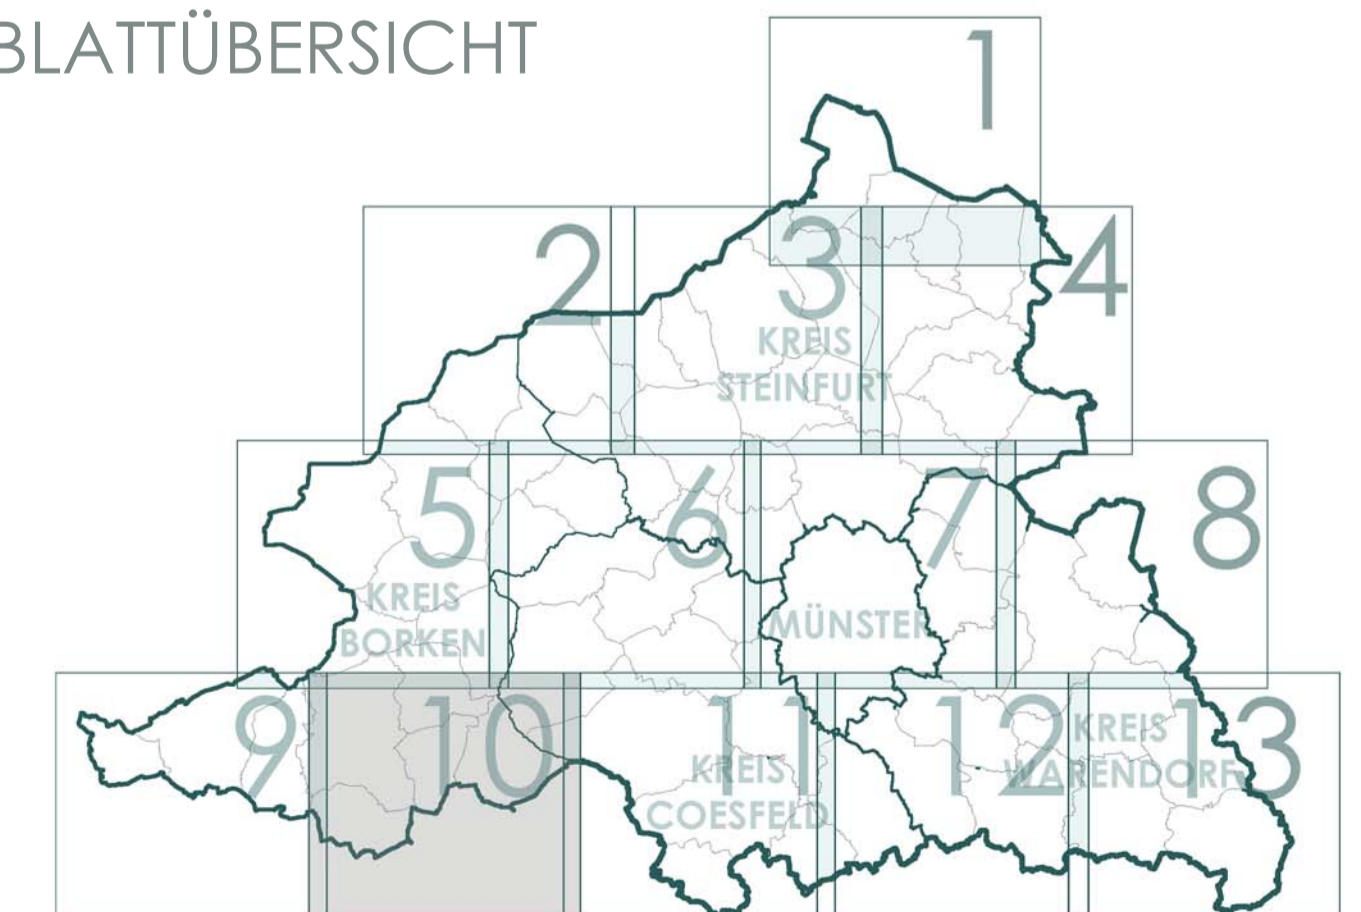 BLATTÜBERSICHT
1
2
3
4
KREIS
STEINFURT
5
6
7
8
KREIS
BORKEN
MÜNSTER
9
10
11
12
13
KREIS
COESFELD
KREIS
WARENDORF